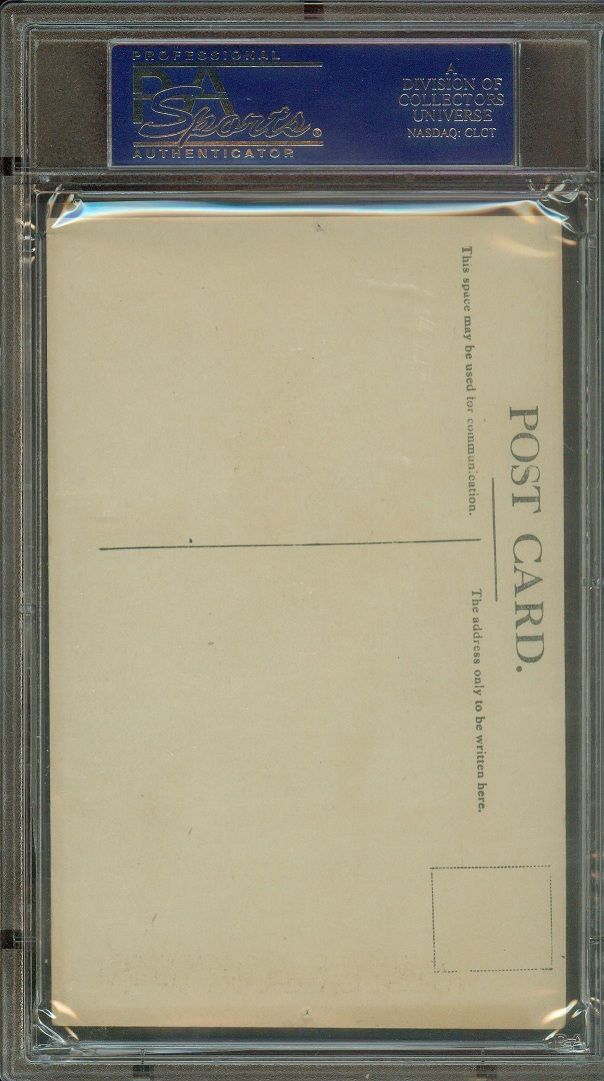 PROFESSIONAL
PSA
Sports®
AUTHENTICATOR
A
DIVISION OF
COLLECTORS
UNIVERSE
NASDAQ: CLCT
POST CARD.
This space may be used for communication.
The address only to be written here.